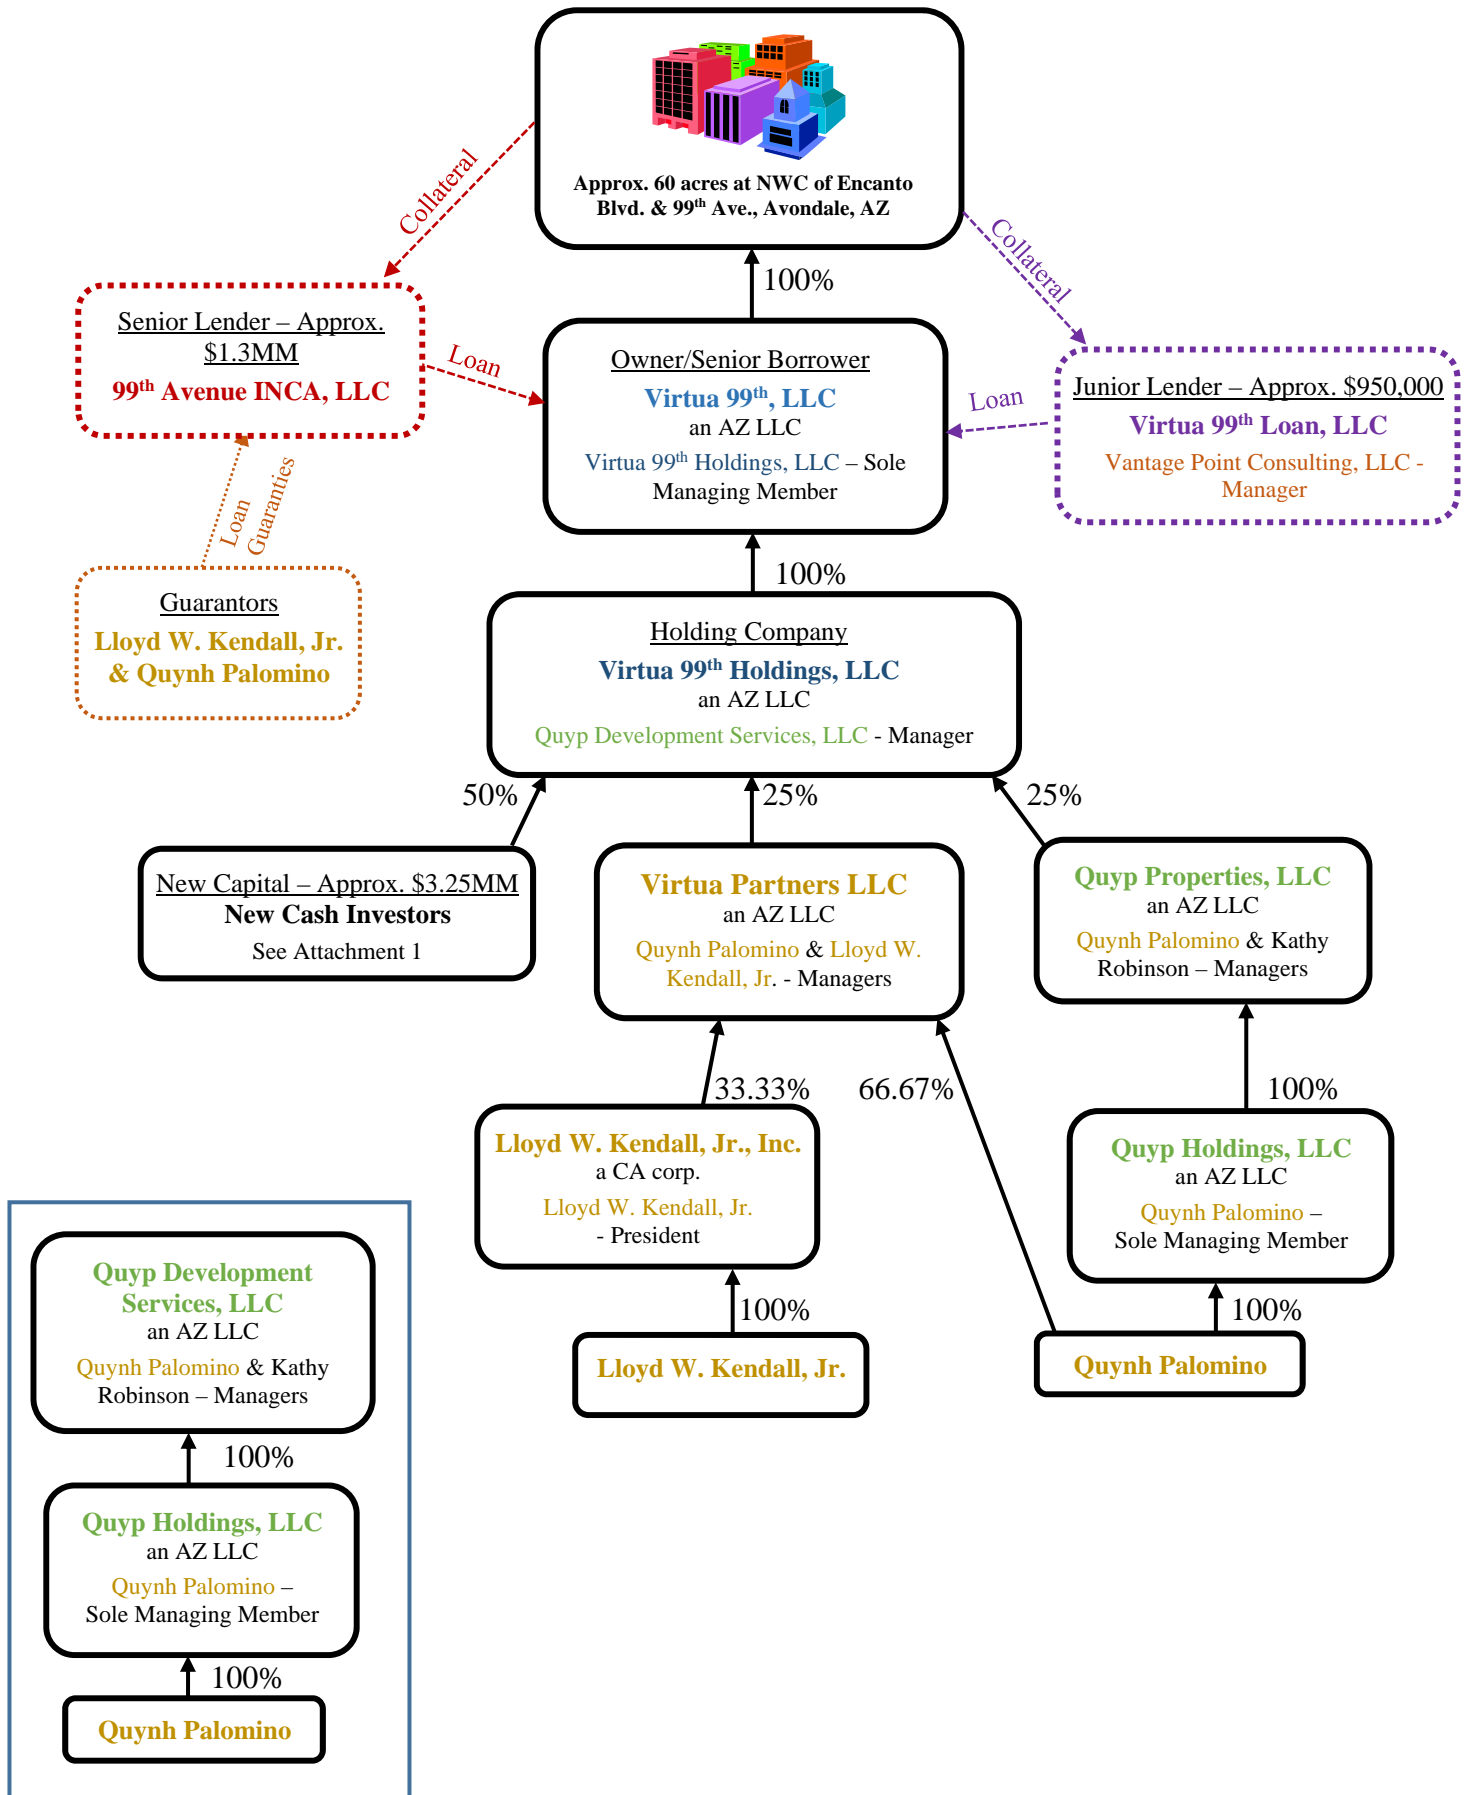 Approx. 60 acres at NWC of Encanto
Blvd. & 99th Ave., Avondale, AZ
Collateral
Collateral
100%
Senior Lender – Approx.
$1.3MM
99th Avenue INCA, LLC
Loan
Owner/Senior Borrower
Virtua 99th, LLC
an AZ LLC
Virtua 99th Holdings, LLC – Sole
Managing Member
Loan
Junior Lender – Approx. $950,000
Virtua 99th Loan, LLC
Vantage Point Consulting, LLC -
Manager
Loan
Guaranties
100%
Guarantors
Lloyd W. Kendall, Jr.
& Quynh Palomino
Holding Company
Virtua 99th Holdings, LLC
an AZ LLC
Quyp Development Services, LLC - Manager
50%
25%
25%
New Capital – Approx. $3.25MM
New Cash Investors
See Attachment 1
Virtua Partners LLC
an AZ LLC
Quynh Palomino & Lloyd W.
Kendall, Jr. - Managers
Quyp Properties, LLC
an AZ LLC
Quynh Palomino & Kathy
Robinson – Managers
33.33%
66.67%
100%
Lloyd W. Kendall, Jr., Inc.
a CA corp.
Lloyd W. Kendall, Jr.
- President
Quyp Holdings, LLC
an AZ LLC
Quynh Palomino –
Sole Managing Member
100%
100%
Lloyd W. Kendall, Jr.
Quynh Palomino
Quyp Development
Services, LLC
an AZ LLC
Quynh Palomino & Kathy
Robinson – Managers
100%
Quyp Holdings, LLC
an AZ LLC
Quynh Palomino –
Sole Managing Member
100%
Quynh Palomino